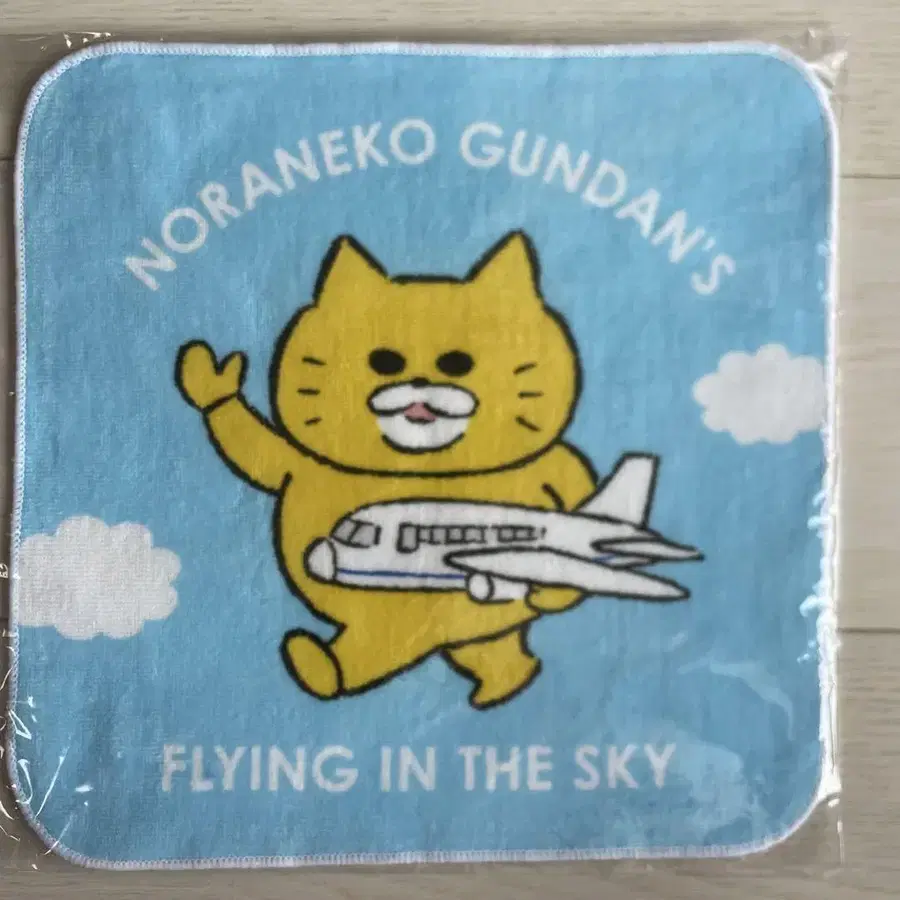 NORANEKO GUNDAN'S
FLYING IN THE SKY